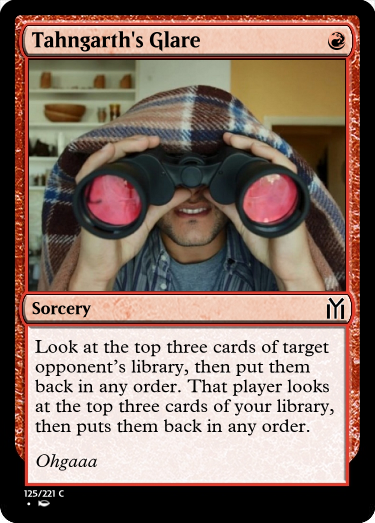 Tahngarth's Glare
Sorcery
Look at the top three cards of target
opponent's library, then put them
back in any order. That player looks
at the top three cards of your library,
then puts them back in any order.
Ohgaaa
125/221 C